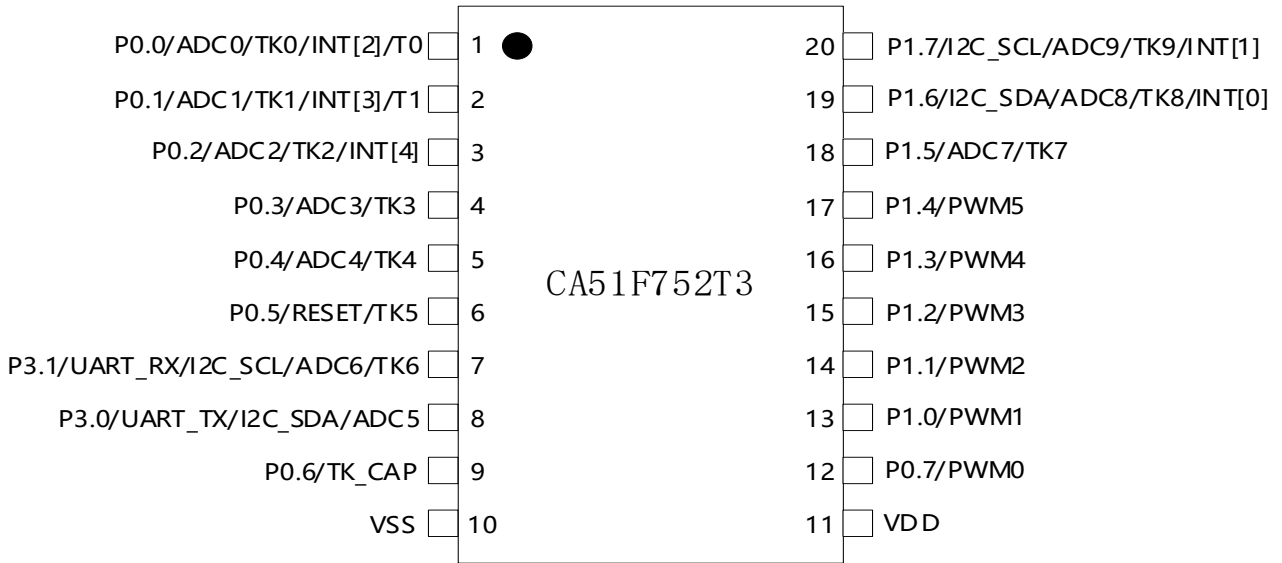 P0.0/ADC0/TK0/INT[2]/T0 1 20 P1.7/I2C_SCL/ADC9/TK9/INT[1]
P0.1/ADC1/TK1/INT[3]/T1 2 19 P1.6/I2C_SDA/ADC8/TK8/INT[0]
P0.2/ADC2/TK2/INT[4] 3 18 P1.5/ADC7/TK7
P0.3/ADC3/TK3 4 17 P1.4/PWM5
P0.4/ADC4/TK4 5 16 P1.3/PWM4
CA51F752T3
P0.5/RESET/TK5 6 15 P1.2/PWM3
P3.1/UART_RX/I2C_SCL/ADC6/TK6 7 14 P1.1/PWM2
P3.0/UART_TX/I2C_SDA/ADC5 8 13 P1.0/PWM1
P0.6/TK_CAP 9 12 P0.7/PWM0
VSS 10 11 VDD